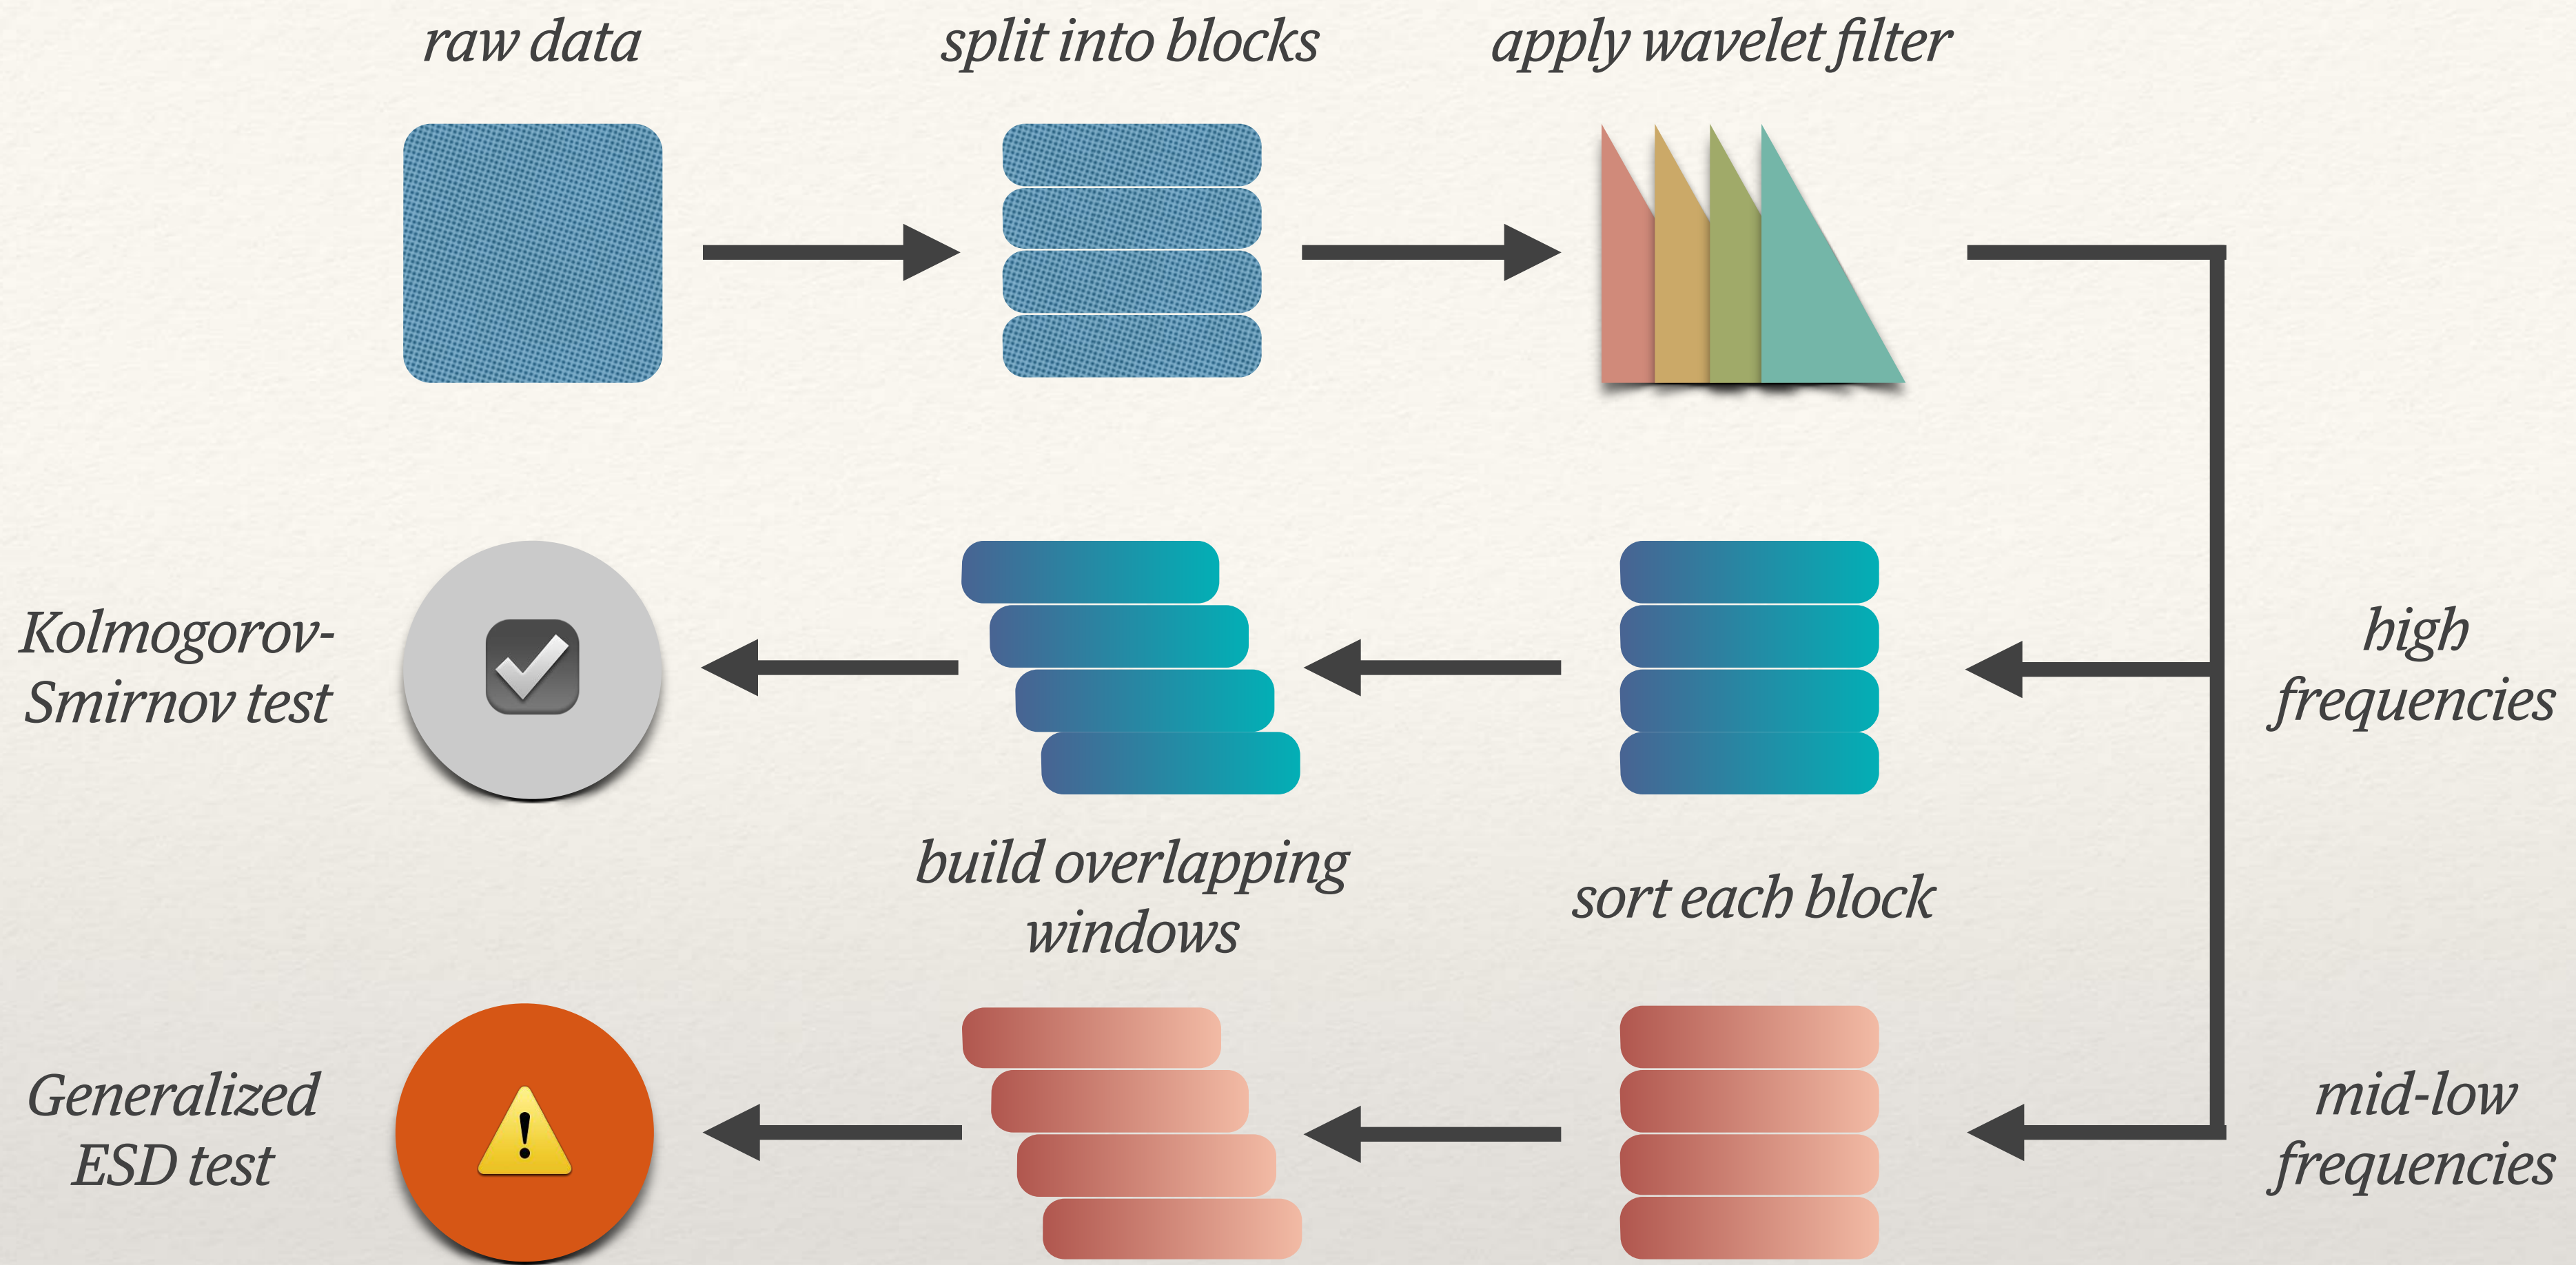 raw data
split into blocks
apply wavelet filter
Kolmogorov-
Smirnov test
high
frequencies
build overlapping
windows
sort each block
Generalized
ESD test
mid-low
frequencies